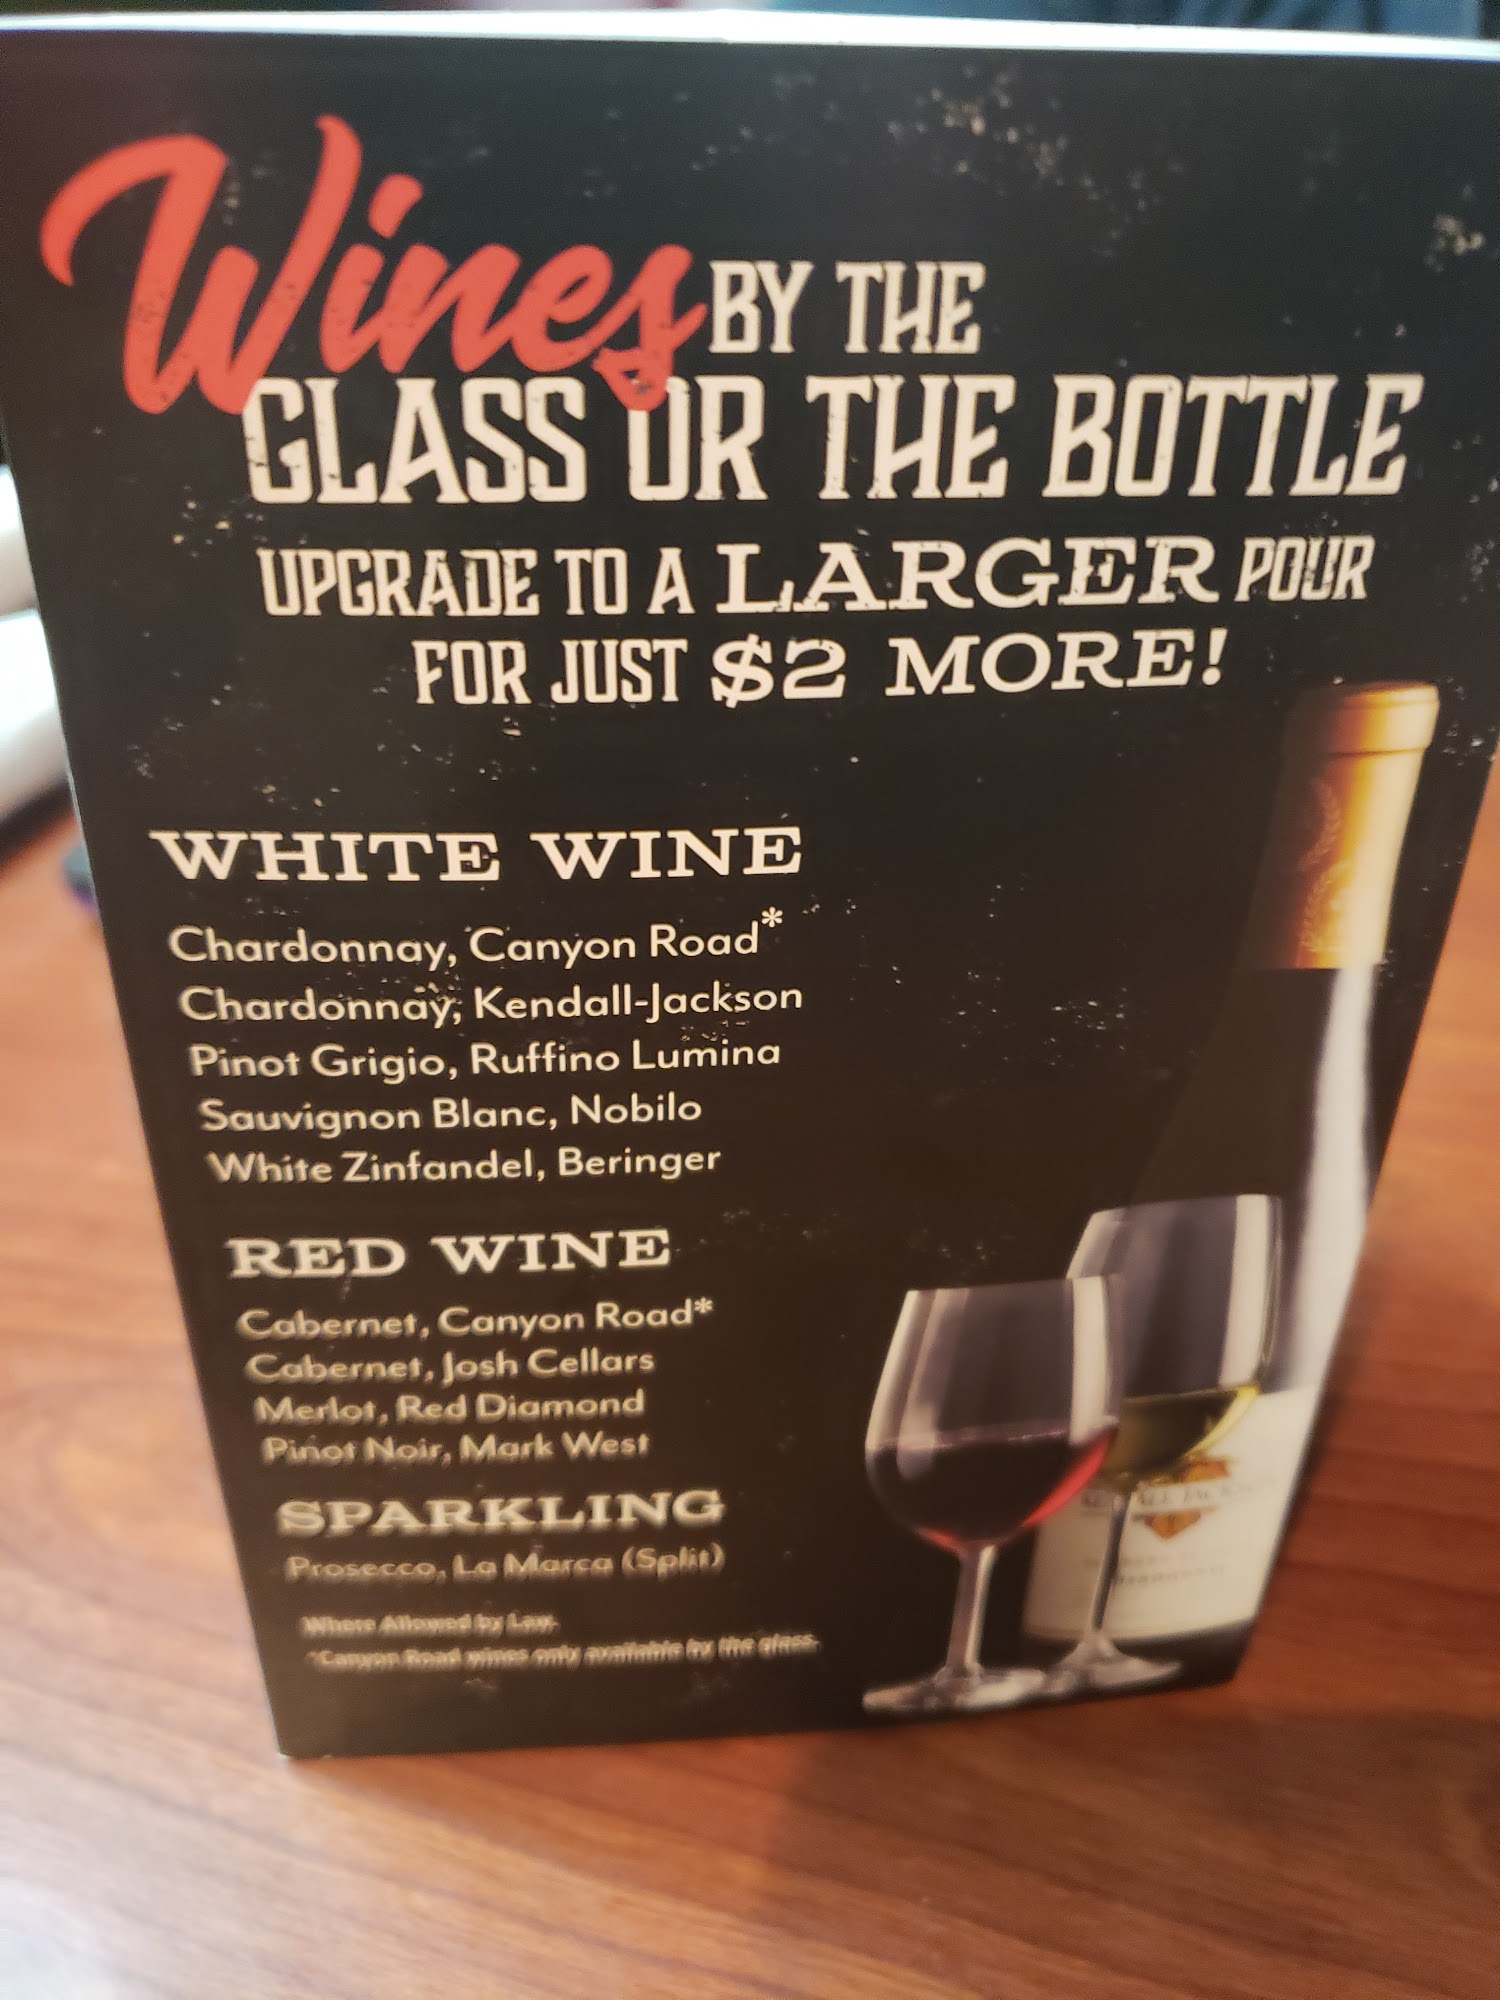 Wines BY THE
GLASS OR THE BOTTLE
UPGRADE TO A LARGER POUR
FOR JUST $2 MORE!
WHITE WINE
Chardonnay, Canyon Road*
Chardonnay, Kendall-Jackson
Pinot Grigio, Ruffino Lumina
Sauvignon Blanc, Nobilo
White Zinfandel, Beringer
RED WINE
Cabernet, Canyon Road*
Cabernet, Josh Cellars
Merlot, Red Diamond
Pinot Noir, Mark West
SPARKLING
Prosecco, La Marca (Split)
Where Allowed by Law.
*Canyon Road wines only available by the glass.